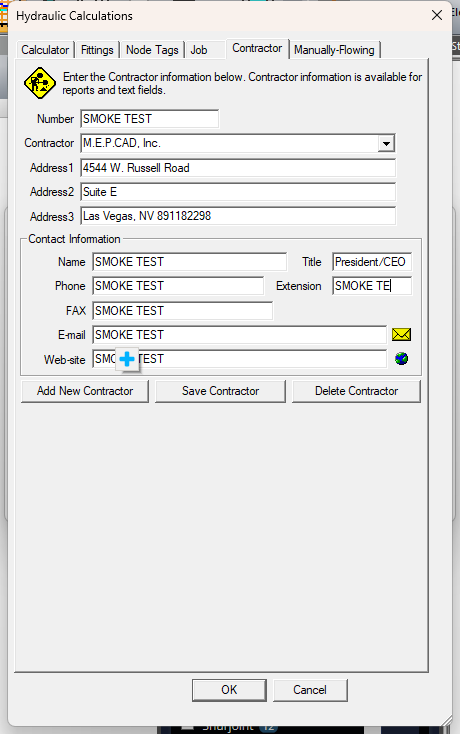 Hydraulic Calculations
Calculator Fittings Node Tags Job Contractor Manually-Flowing
Enter the Contractor information below. Contractor information is available for
reports and text fields.
Number SMOKE TEST
Contractor M.E.P.CAD, Inc.
Address1 4544 W. Russell Road
Address2 Suite E
Address3 Las Vegas, NV 891182298
Contact Information
Name SMOKE TEST Title President/CEO
Phone SMOKE TEST Extension SMOKE TE
FAX SMOKE TEST
E-mail SMOKE TEST
Web-site SMO TEST
Add New Contractor Save Contractor Delete Contractor
OK Cancel
12